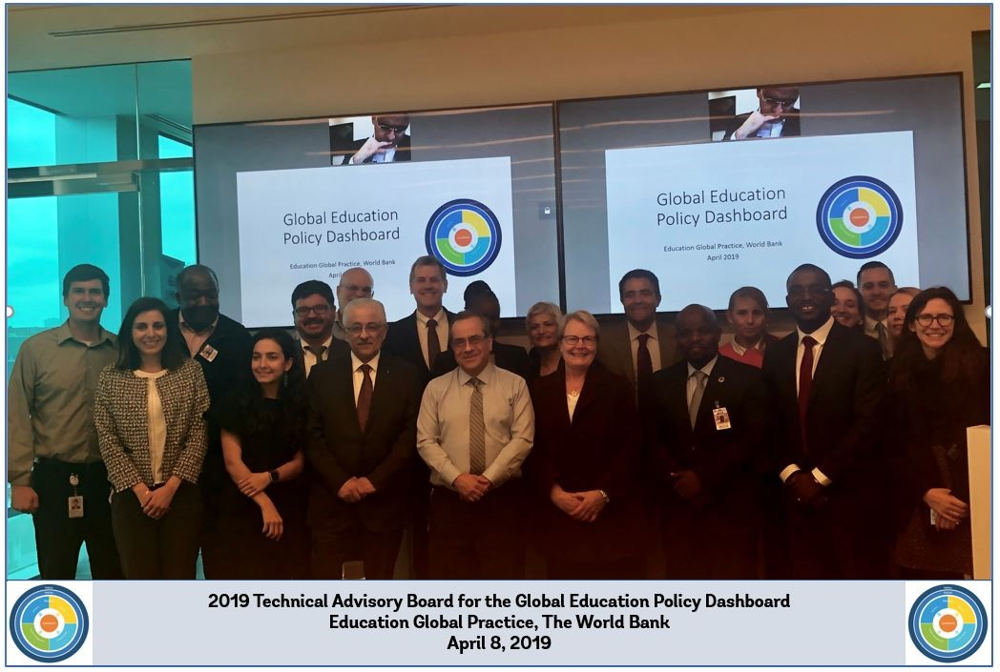 Global Education
Policy Dashboard
Education Global Practice, World Bank
April
Global Education
Policy Dashboard
Education Global Practice, World Bank
April 2019
2019 Technical Advisory Board for the Global Education Policy Dashboard
Education Global Practice, The World Bank
April 8, 2019